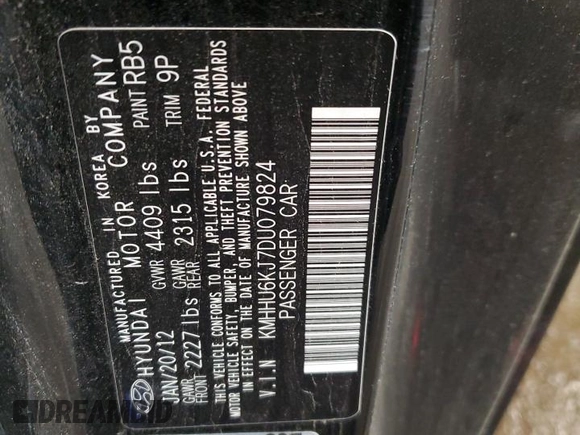 MANUFACTURED IN KOREA BY
HYUNDAI MOTOR COMPANY
JAN/20/12 GVWR 4409 lbs PAINT RB5
GAWR FRONT 2227 lbs GAWR REAR 2315 lbs TRIM 9P
THIS VEHICLE CONFORMS TO ALL APPLICABLE U.S.A. FEDERAL
MOTOR VEHICLE SAFETY, BUMPER, AND THEFT PREVENTION STANDARDS
IN EFFECT ON THE DATE OF MANUFACTURE SHOWN ABOVE
V.I.N KMHHU6KJ7DU079824
PASSENGER CAR
DREAMBID